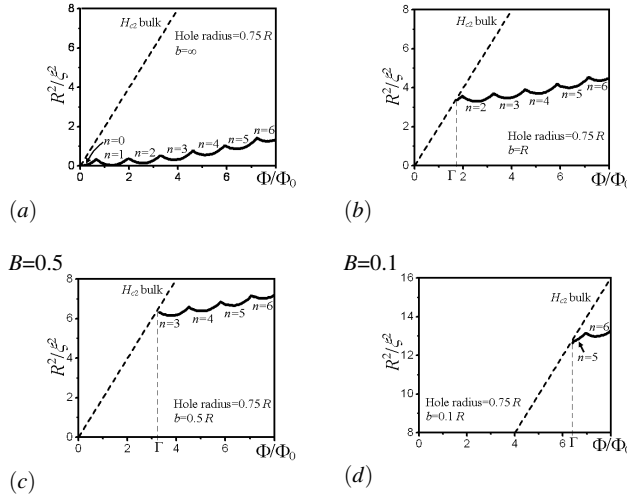 8
6
4
2
0
R²/ξ²
H_c2 bulk
Hole radius=0.75 R
b=∞
n=0
n=1
n=2
n=3
n=4
n=5
n=6
0
2
4
6
Φ/Φ₀
(a)
8
6
4
2
0
R²/ξ²
H_c2 bulk
n=2
n=3
n=4
n=5
n=6
Hole radius=0.75 R
b=R
0
Γ
2
4
6
Φ/Φ₀
(b)
B=0.5
8
6
4
2
0
R²/ξ²
H_c2 bulk
n=3
n=4
n=5
n=6
Hole radius=0.75 R
b=0.5 R
0
2
Γ
4
6
Φ/Φ₀
(c)
B=0.1
16
14
12
10
8
R²/ξ²
H_c2 bulk
n=6
n=5
Hole radius=0.75 R
b=0.1 R
0
2
4
6
Γ
Φ/Φ₀
(d)